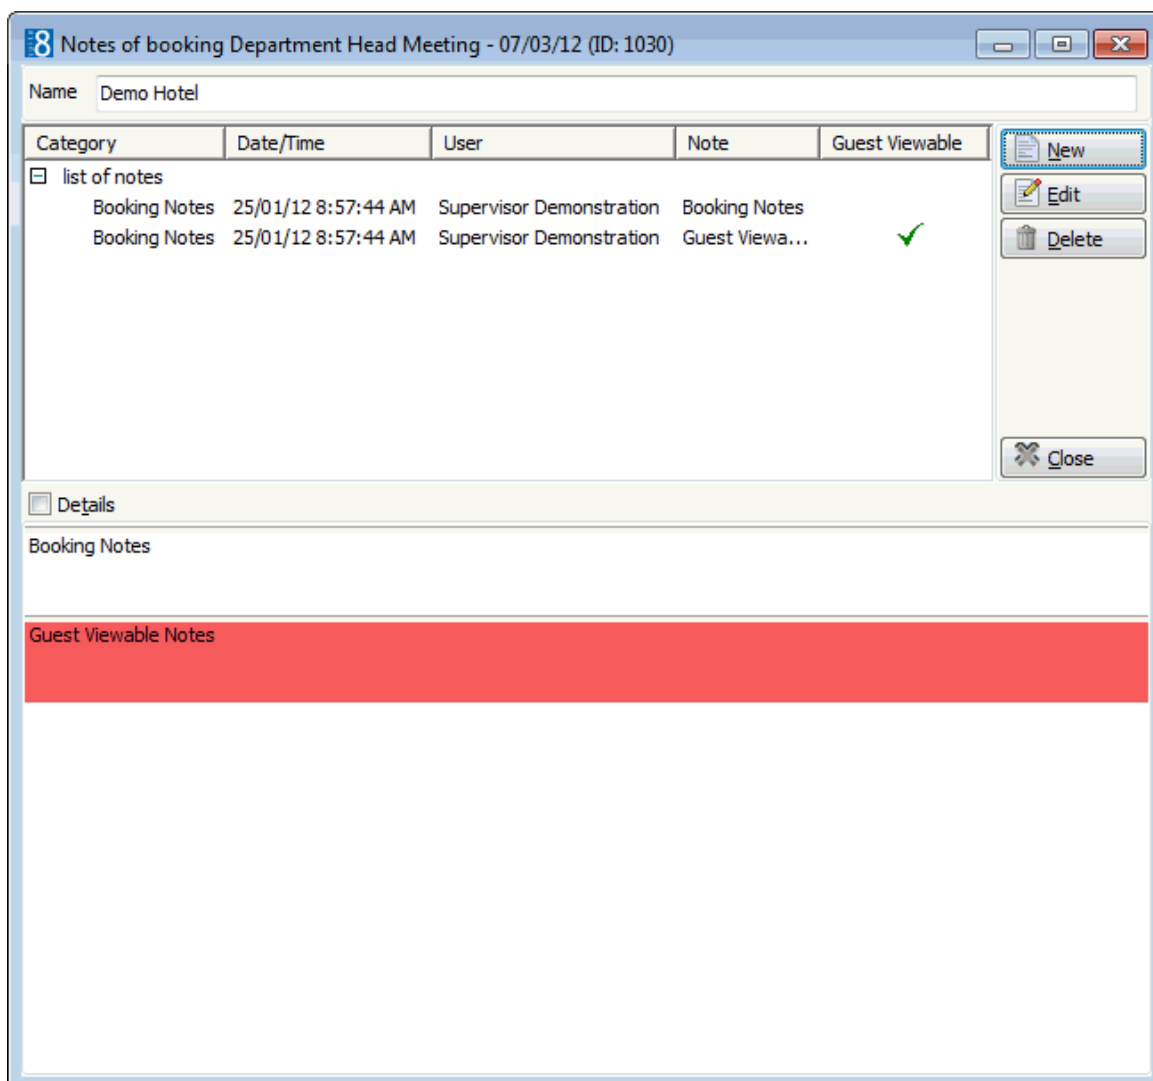 8 Notes of booking Department Head Meeting - 07/03/12 (ID: 1030)
Name Demo Hotel
Category Date/Time User Note Guest Viewable
New
list of notes
Edit
Booking Notes 25/01/12 8:57:44 AM Supervisor Demonstration Booking Notes
Booking Notes 25/01/12 8:57:44 AM Supervisor Demonstration Guest Viewa...
Delete
Close
Details
Booking Notes
Guest Viewable Notes